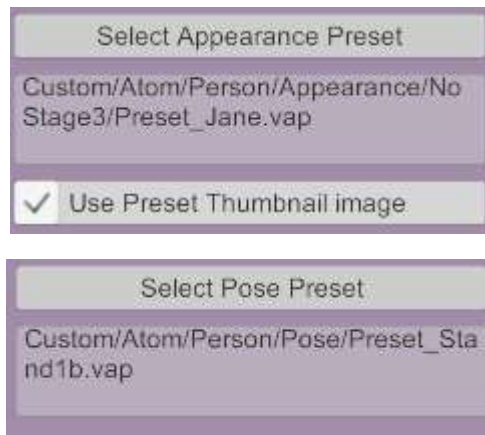 Select Appearance Preset
Custom/Atom/Person/Appearance/No
Stage3/Preset_Jane.vap
Use Preset Thumbnail image
Select Pose Preset
Custom/Atom/Person/Pose/Preset_Sta
nd1b.vap